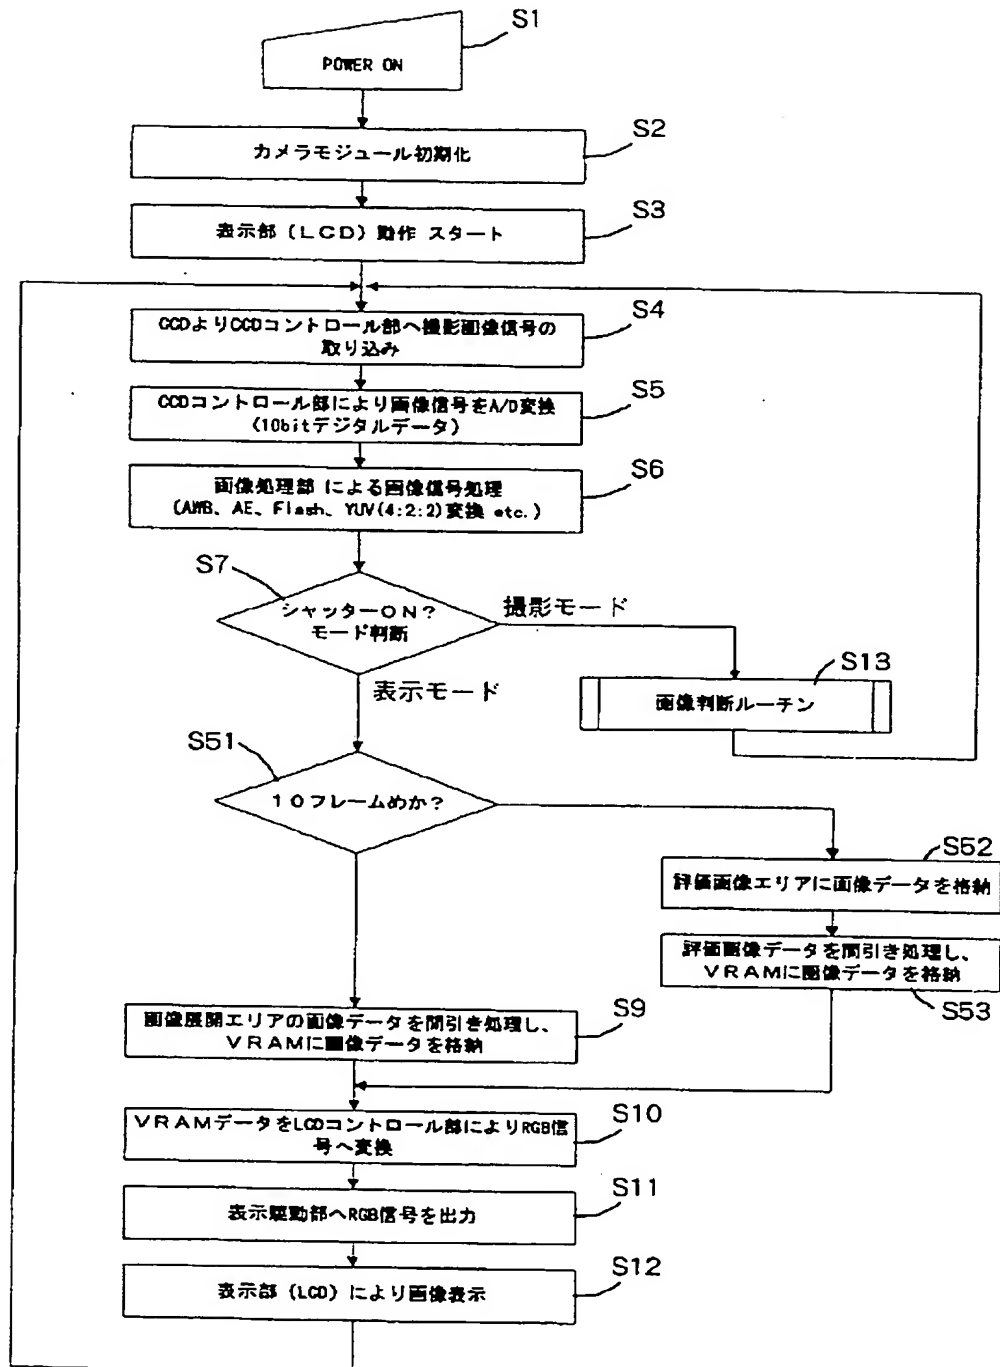 S1
POWER ON
S2
カメラモジュール初期化
S3
表示部 (LCD) 動作 スタート
S4
CCDよりCCDコントロール部へ撮影画像信号の
取り込み
S5
CCDコントロール部により画像信号をA/D変換
(10bitデジタルデータ)
S6
画像処理部 による画像信号処理
(AWB、AE、Flash、YUV(4:2:2)変換 etc.)
S7
シャッターON?
モード判断
撮影モード
S13
画像判断ルーチン
表示モード
S51
10フレームめか?
S52
評価画像エリアに画像データを格納
評価画像データを間引き処理し、
VRAMに画像データを格納
S53
S9
画像展開エリアの画像データを間引き処理し、
VRAMに画像データを格納
S10
VRAMデータをLCDコントロール部によりRGB信
号へ変換
S11
表示駆動部へRGB信号を出力
S12
表示部 (LCD) により画像表示